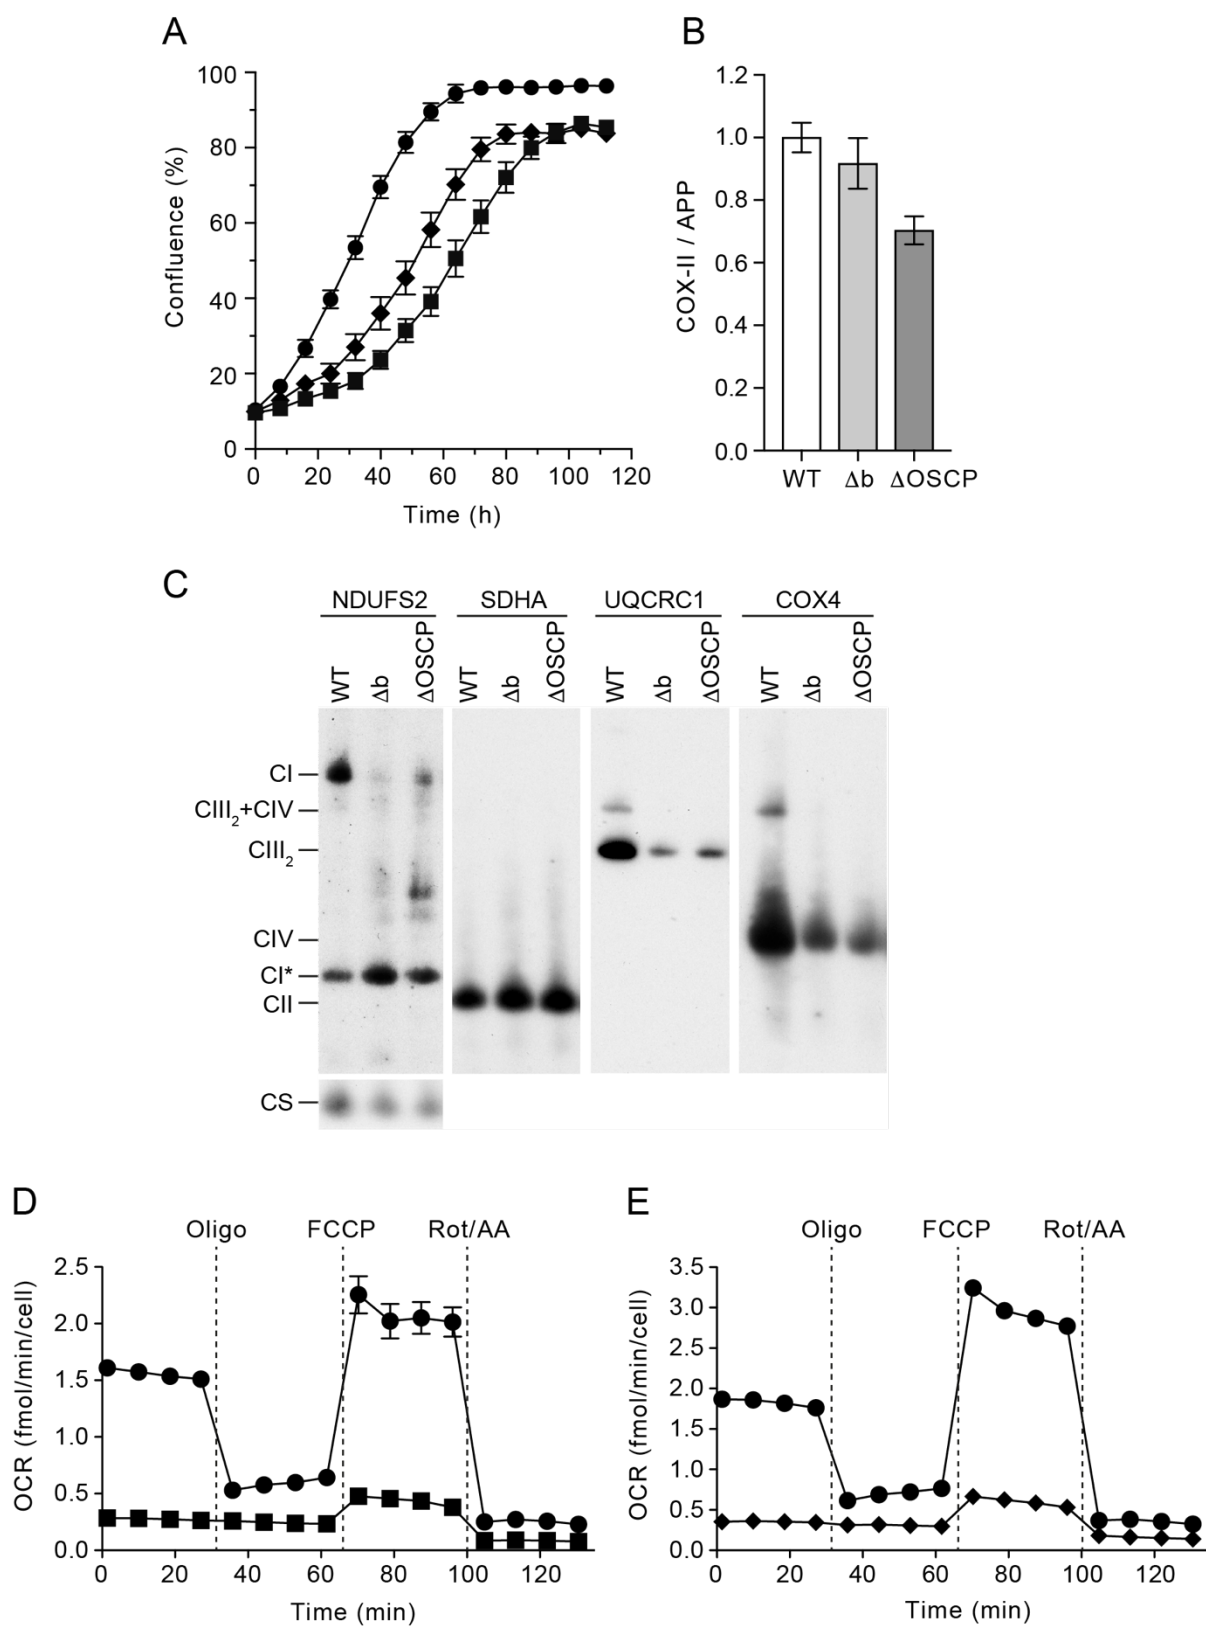 A
B
Confluence (%)
100
80
60
40
20
0
0 20 40 60 80 100 120
Time (h)
COX-II / APP
1.2
1.0
0.8
0.6
0.4
0.2
0.0
WT Δb ΔOSCP
C
NDUFS2 SDHA UQCRC1 COX4
WT Δb ΔOSCP WT Δb ΔOSCP WT Δb ΔOSCP WT Δb ΔOSCP
CI
CIII2+CIV
CIII2
CIV
CI*
CII
CS
D
Oligo FCCP Rot/AA
OCR (fmol/min/cell)
2.5
2.0
1.5
1.0
0.5
0.0
0 20 40 60 80 100 120
Time (min)
E
Oligo FCCP Rot/AA
OCR (fmol/min/cell)
3.5
3.0
2.5
2.0
1.5
1.0
0.5
0.0
0 20 40 60 80 100 120
Time (min)